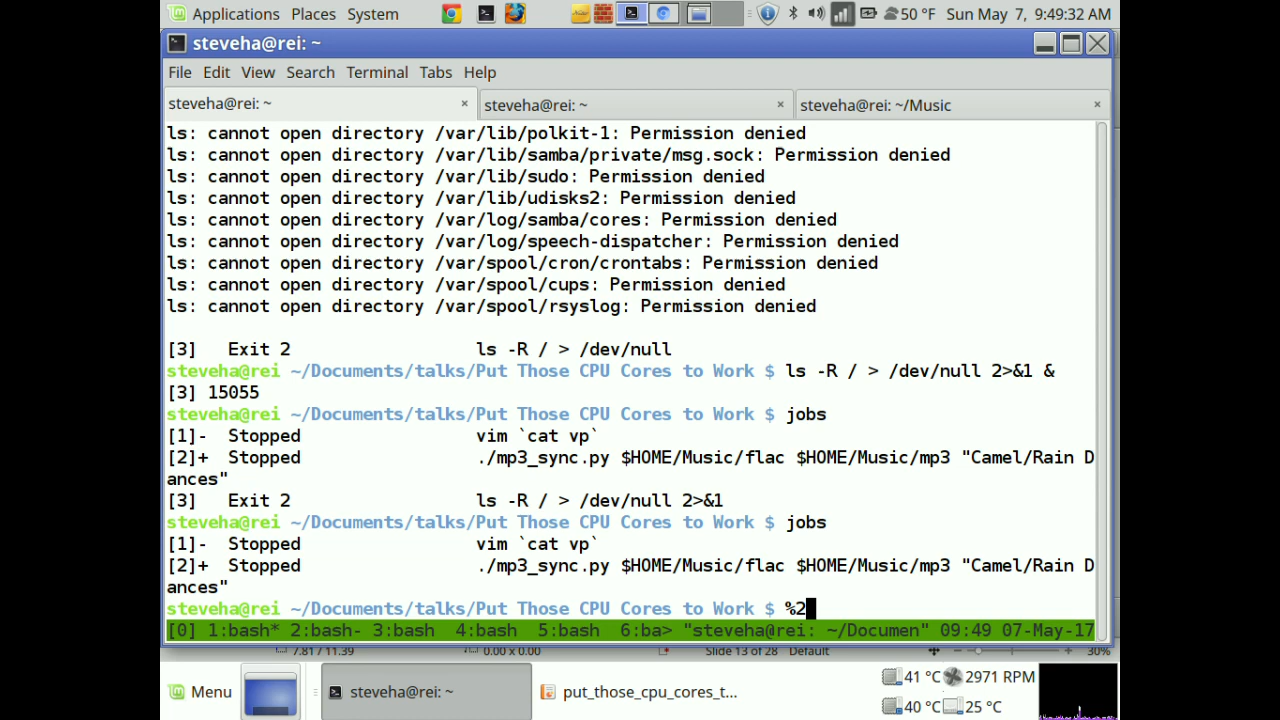 Applications Places System 50 °F Sun May 7, 9:49:32 AM
steveha@rei: ~
File Edit View Search Terminal Tabs Help
steveha@rei: ~ × steveha@rei: ~ × steveha@rei: ~/Music ×
ls: cannot open directory /var/lib/polkit-1: Permission denied
ls: cannot open directory /var/lib/samba/private/msg.sock: Permission denied
ls: cannot open directory /var/lib/sudo: Permission denied
ls: cannot open directory /var/lib/udisks2: Permission denied
ls: cannot open directory /var/log/samba/cores: Permission denied
ls: cannot open directory /var/log/speech-dispatcher: Permission denied
ls: cannot open directory /var/spool/cron/crontabs: Permission denied
ls: cannot open directory /var/spool/cups: Permission denied
ls: cannot open directory /var/spool/rsyslog: Permission denied
[3]   Exit 2                  ls -R / > /dev/null
steveha@rei ~/Documents/talks/Put Those CPU Cores to Work $ ls -R / > /dev/null 2>&1 &
[3] 15055
steveha@rei ~/Documents/talks/Put Those CPU Cores to Work $ jobs
[1]-  Stopped                 vim `cat vp`
[2]+  Stopped                 ./mp3_sync.py $HOME/Music/flac $HOME/Music/mp3 "Camel/Rain D
ances"
[3]   Exit 2                  ls -R / > /dev/null 2>&1
steveha@rei ~/Documents/talks/Put Those CPU Cores to Work $ jobs
[1]-  Stopped                 vim `cat vp`
[2]+  Stopped                 ./mp3_sync.py $HOME/Music/flac $HOME/Music/mp3 "Camel/Rain D
ances"
steveha@rei ~/Documents/talks/Put Those CPU Cores to Work $ %2
[0] 1:bash* 2:bash- 3:bash  4:bash  5:bash  6:ba> "steveha@rei: ~/Documen" 09:49 07-May-17
7.81 / 11.39 0.00 x 0.00 Slide 13 of 28 Default 30%
Menu steveha@rei: ~ put_those_cpu_cores_t... 41 °C 2971 RPM
40 °C 25 °C